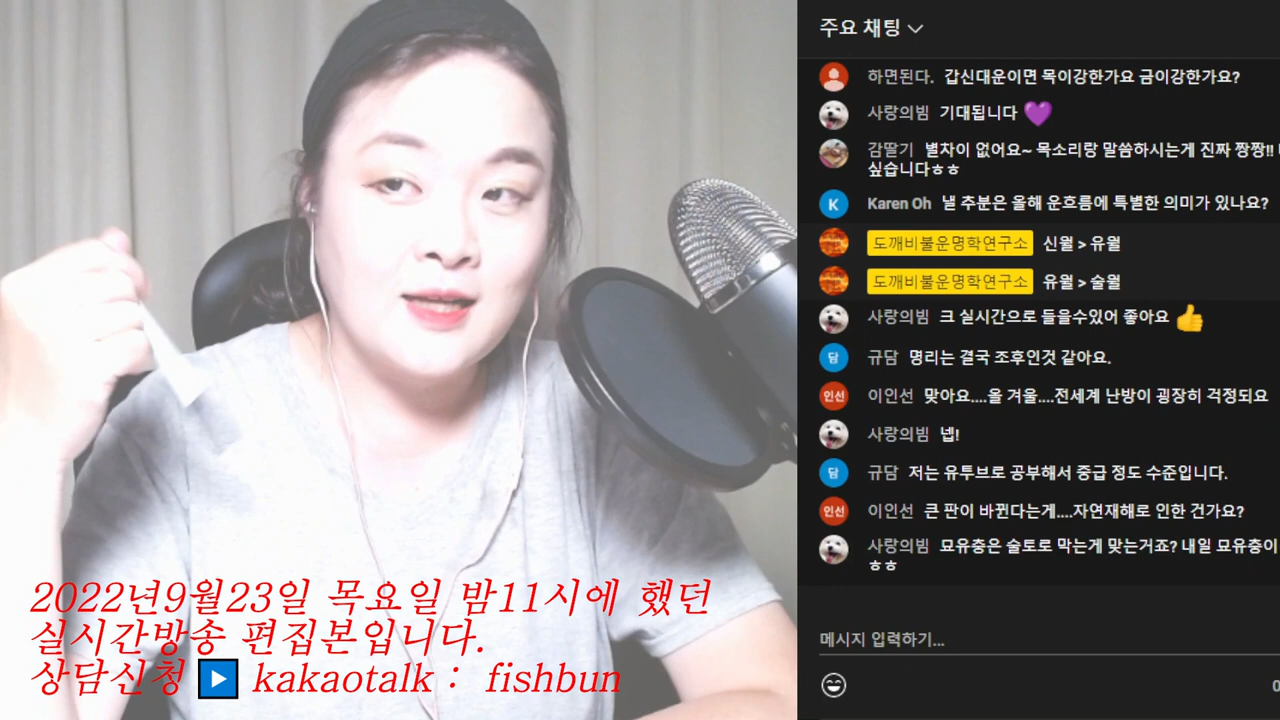 주요 채팅
하면된다. 갑신대운이면 목이강한가요 금이강한가요?
사랑의빔 기대됩니다 💜
감딸기 별차이 없어요~ 목소리랑 말씀하시는게 진짜 짱짱!!
싶습니다ㅎㅎ
K Karen Oh 낼 추분은 올해 운흐름에 특별한 의미가 있나요?
도깨비불운명학연구소 신월 > 유월
도깨비불운명학연구소 유월 > 술월
사랑의빔 크 실시간으로 들을수있어 좋아요 👍
담 규담 명리는 결국 조후인것 같아요.
인선 이인선 맞아요....올 겨울....전세계 난방이 굉장히 걱정되요
사랑의빔 넵!
담 규담 저는 유투브로 공부해서 중급 정도 수준입니다.
인선 이인선 큰 판이 바뀐다는게....자연재해로 인한 건가요?
사랑의빔 묘유충은 술토로 막는게 맞는거죠? 내일 묘유충이
ㅎㅎ
메시지 입력하기...
0
2022년9월23일 목요일 밤11시에 했던
실시간방송 편집본입니다.
상담신청 ▶ kakaotalk : fishbun